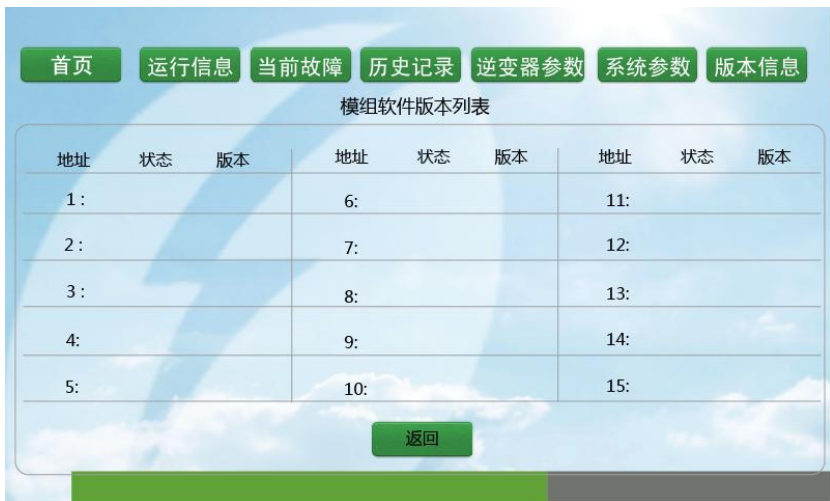 首页 运行信息 当前故障 历史记录 逆变器参数 系统参数 版本信息
模组软件版本列表
地址 状态 版本 地址 状态 版本 地址 状态 版本
1: 6: 11:
2: 7: 12:
3: 8: 13:
4: 9: 14:
5: 10: 15:
返回